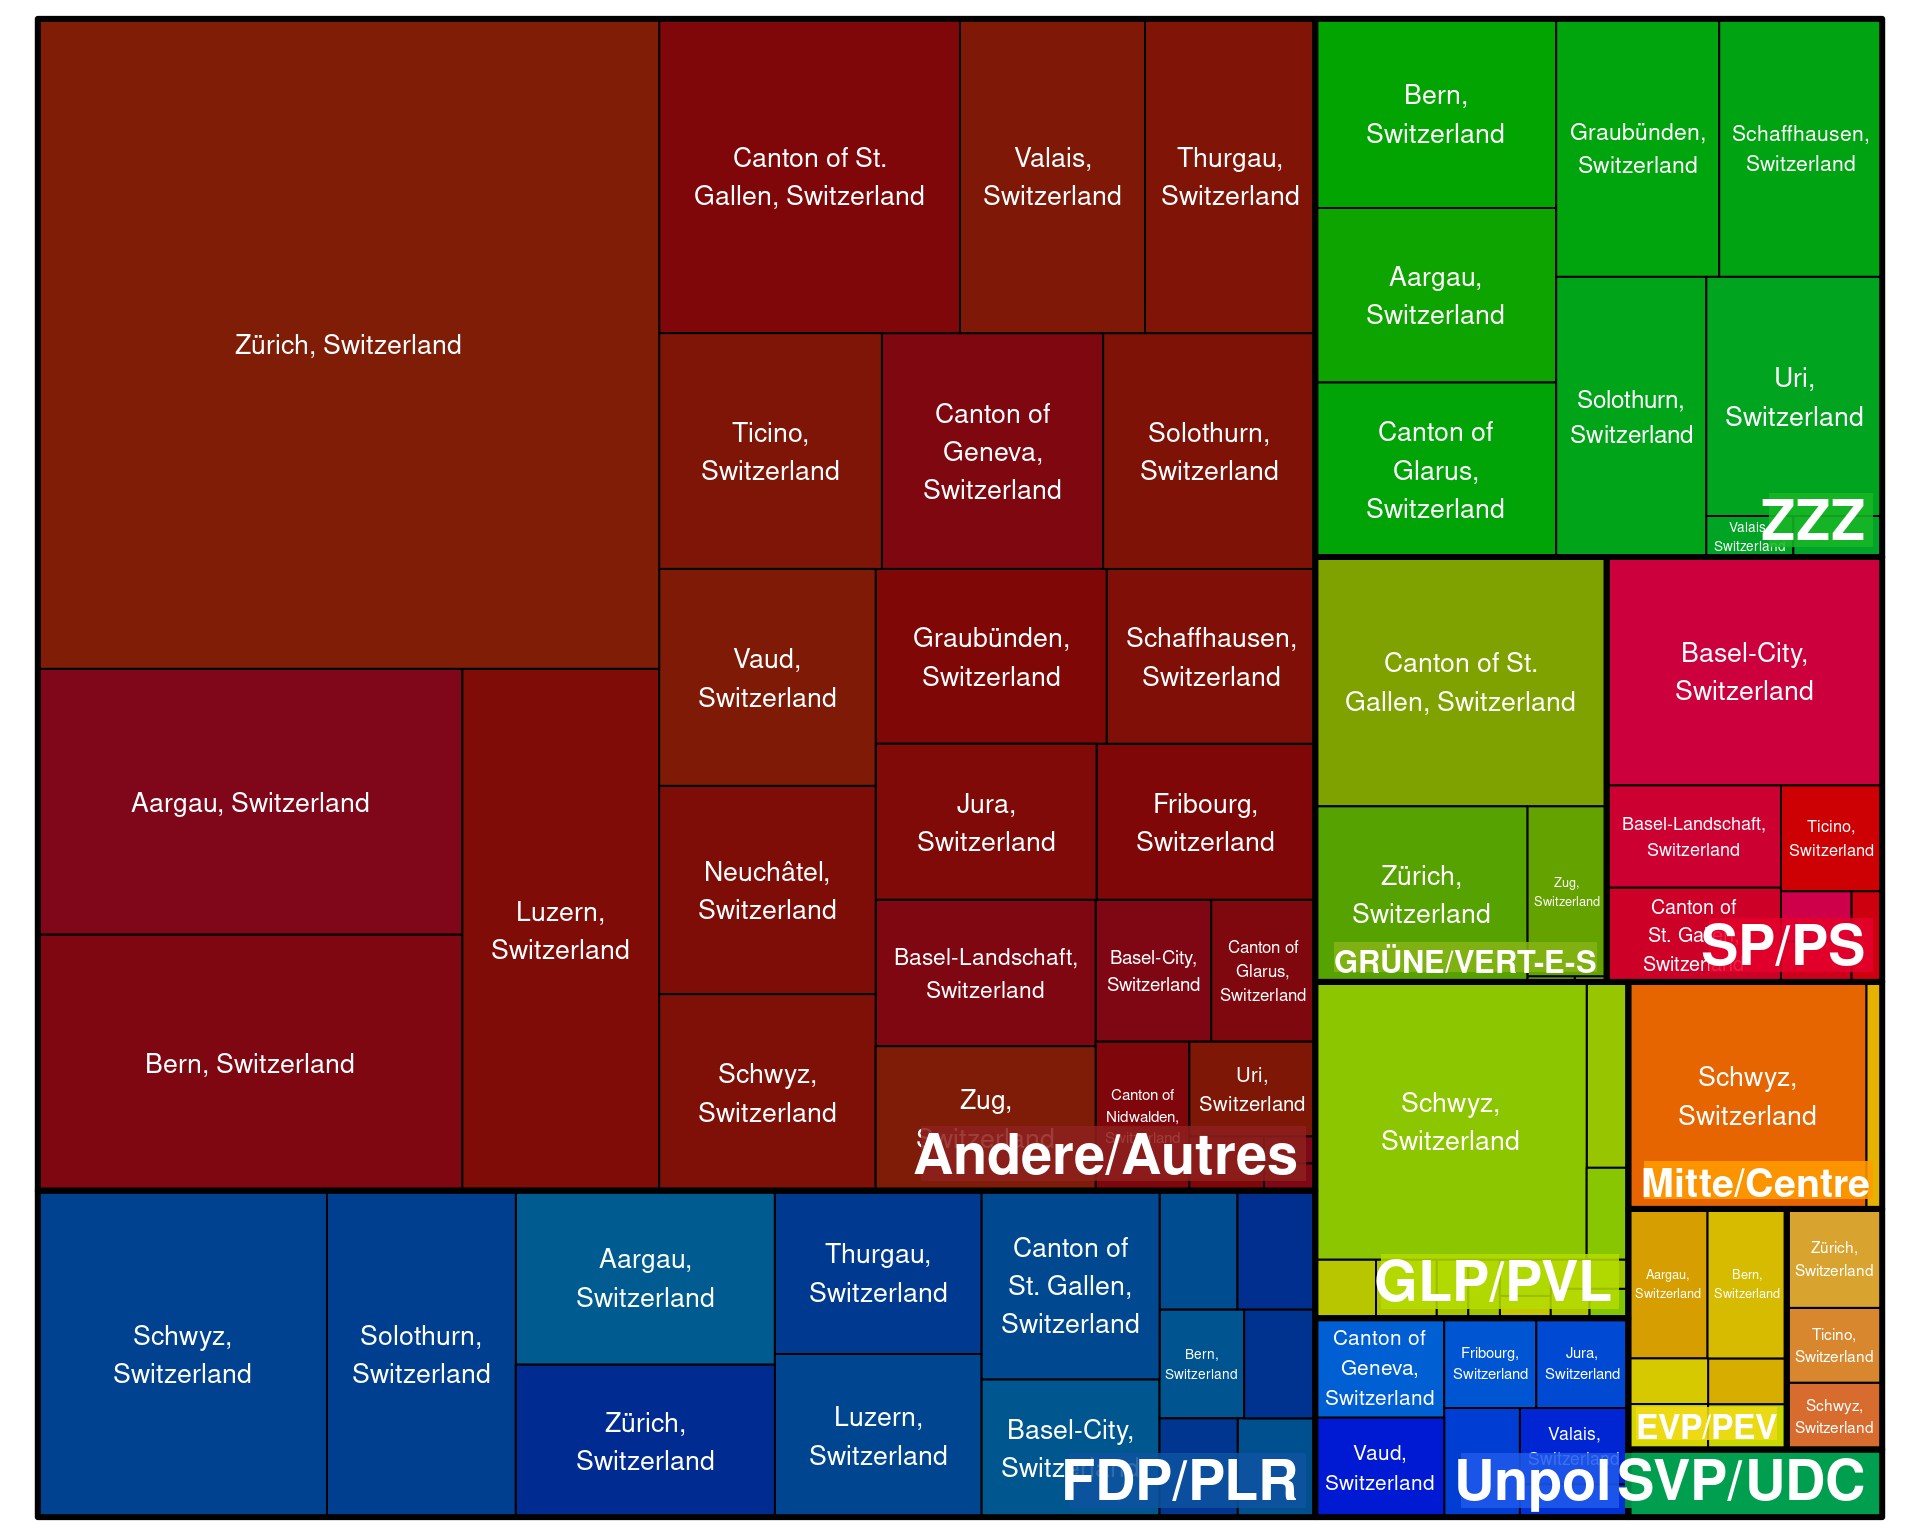 Zürich, Switzerland
Aargau, Switzerland
Bern, Switzerland
Luzern,
Switzerland
Canton of St.
Gallen, Switzerland
Valais,
Switzerland
Thurgau,
Switzerland
Ticino,
Switzerland
Canton of
Geneva,
Switzerland
Solothurn,
Switzerland
Vaud,
Switzerland
Graubünden,
Switzerland
Schaffhausen,
Switzerland
Neuchâtel,
Switzerland
Jura,
Switzerland
Fribourg,
Switzerland
Schwyz,
Switzerland
Basel-Landschaft,
Switzerland
Basel-City,
Switzerland
Canton of
Glarus,
Switzerland
Zug,
Switzerland
Canton of
Nidwalden,
Switzerland
Uri,
Switzerland
Andere/Autres
Schwyz,
Switzerland
Solothurn,
Switzerland
Aargau,
Switzerland
Zürich,
Switzerland
Thurgau,
Switzerland
Luzern,
Switzerland
Canton of
St. Gallen,
Switzerland
Basel-City,
Switzerland
Bern,
Switzerland
FDP/PLR
Bern,
Switzerland
Aargau,
Switzerland
Canton of
Glarus,
Switzerland
Graubünden,
Switzerland
Schaffhausen,
Switzerland
Solothurn,
Switzerland
Uri,
Switzerland
Valais,
Switzerland
ZZZ
Canton of St.
Gallen, Switzerland
Zürich,
Switzerland
Zug,
Switzerland
GRÜNE/VERT-E-S
Basel-City,
Switzerland
Basel-Landschaft,
Switzerland
Ticino,
Switzerland
Canton of
St. Gallen,
Switzerland
SP/PS
Schwyz,
Switzerland
GLP/PVL
Schwyz,
Switzerland
Mitte/Centre
Aargau,
Switzerland
Bern,
Switzerland
EVP/PEV
Zürich,
Switzerland
Ticino,
Switzerland
Schwyz,
Switzerland
Canton of
Geneva,
Switzerland
Fribourg,
Switzerland
Jura,
Switzerland
Vaud,
Switzerland
Valais,
Switzerland
Unpol
SVP/UDC